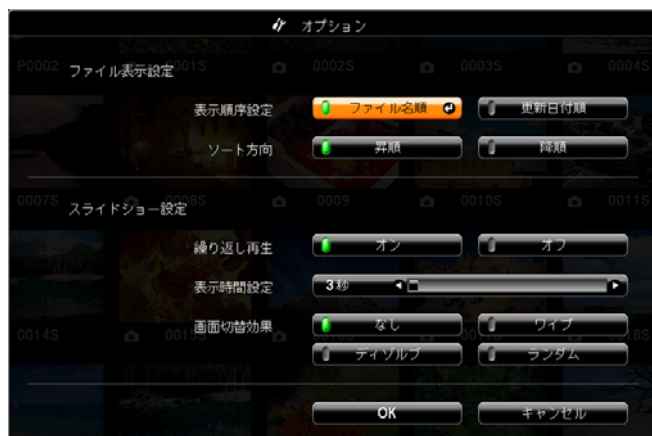 オプション
P0002 0001S 0002S 0003S 0004S
ファイル表示設定
表示順序設定 ファイル名順 更新日付順
ソート方向 昇順 降順
0007S 0008S 0009 0010S 0011S
スライドショー設定
繰り返し再生 オン オフ
表示時間設定 3秒
画面切替効果 なし ワイプ
0014S
ディゾルブ ランダム
OK キャンセル